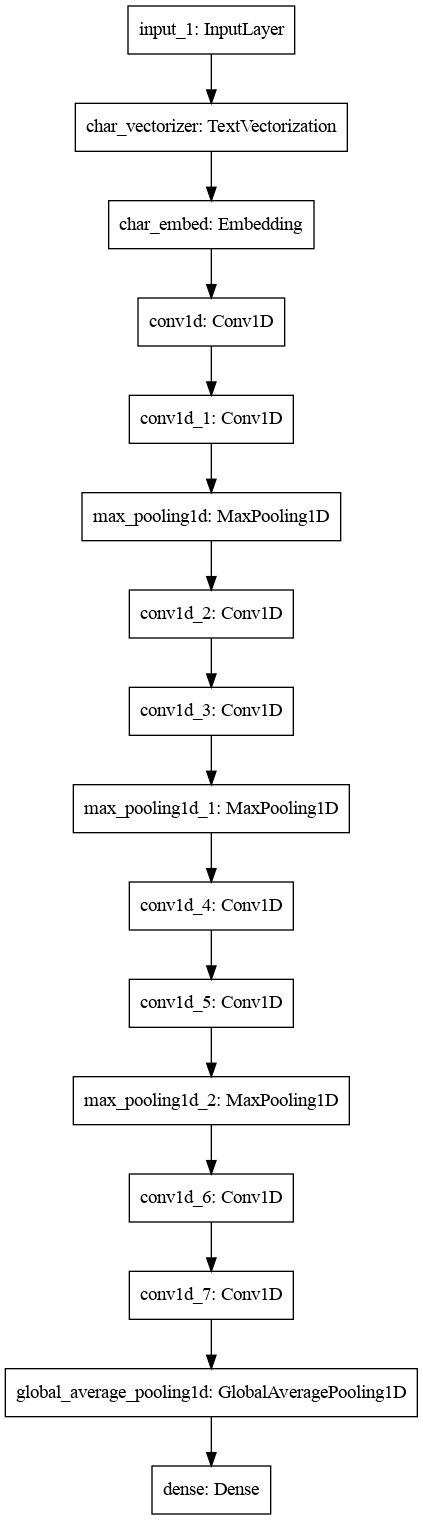 input_1: InputLayer
char_vectorizer: TextVectorization
char_embed: Embedding
conv1d: Conv1D
conv1d_1: Conv1D
max_pooling1d: MaxPooling1D
conv1d_2: Conv1D
conv1d_3: Conv1D
max_pooling1d_1: MaxPooling1D
conv1d_4: Conv1D
conv1d_5: Conv1D
max_pooling1d_2: MaxPooling1D
conv1d_6: Conv1D
conv1d_7: Conv1D
global_average_pooling1d: GlobalAveragePooling1D
dense: Dense